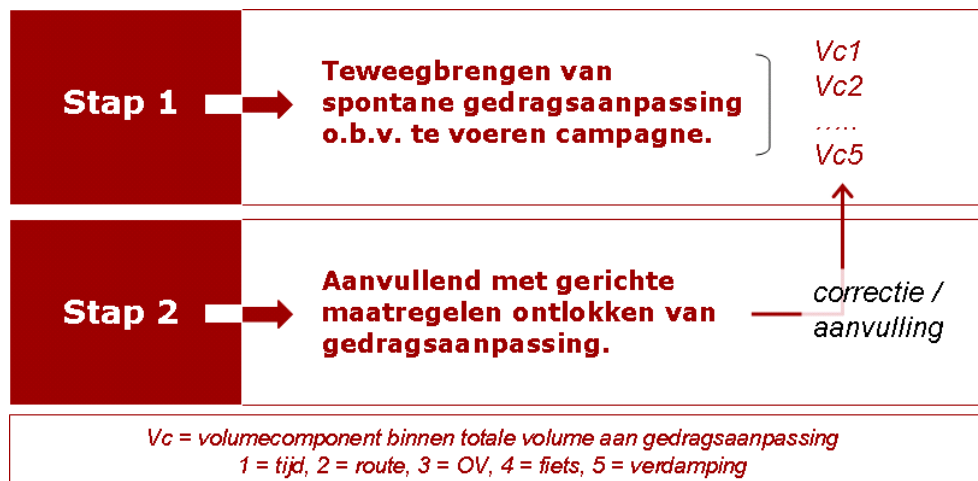 Stap 1
Teweegbrengen van
spontane gedragsaanpassing
o.b.v. te voeren campagne.
Vc1
Vc2
.....
Vc5
Stap 2
Aanvullend met gerichte
maatregelen ontlokken van
gedragsaanpassing.
correctie /
aanvulling
Vc = volumecomponent binnen totale volume aan gedragsaanpassing
1 = tijd, 2 = route, 3 = OV, 4 = fiets, 5 = verdamping